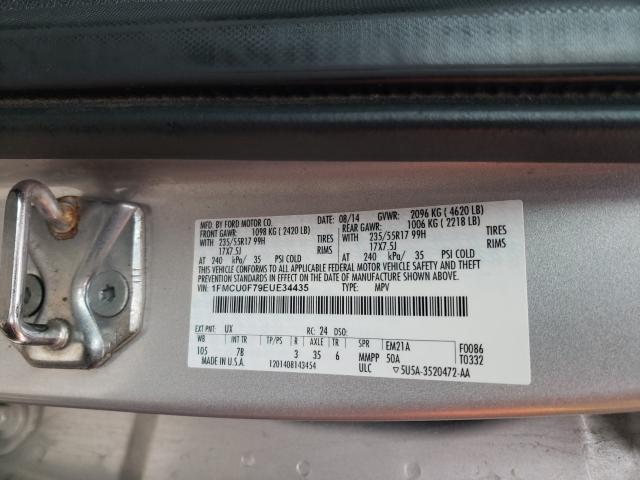 MFD. BY FORD MOTOR CO. DATE: 08/14 GVWR: 2096 KG ( 4620 LB)
FRONT GAWR: 1098 KG ( 2420 LB) REAR GAWR: 1006 KG ( 2218 LB)
WITH 235/55R17 99H TIRES WITH 235/55R17 99H TIRES
17X7.5J RIMS 17X7.5J RIMS
AT 240 kPa/ 35 PSI COLD AT 240 kPa/ 35 PSI COLD
THIS VEHICLE CONFORMS TO ALL APPLICABLE FEDERAL MOTOR VEHICLE SAFETY AND THEFT
PREVENTION STANDARDS IN EFFECT ON THE DATE OF MANUFACTURE SHOWN ABOVE.
VIN: 1FMCU0F79EUE34435 TYPE: MPV
EXT PNT: UX RC: 24 DSO:
WB INT TR TP/PS R AXLE TR SPR EM21A F0086
105 7B 3 35 6 MMPP 50A T0332
MADE IN U.S.A. 1201408143454 ULC ▽5U5A-3520472-AA